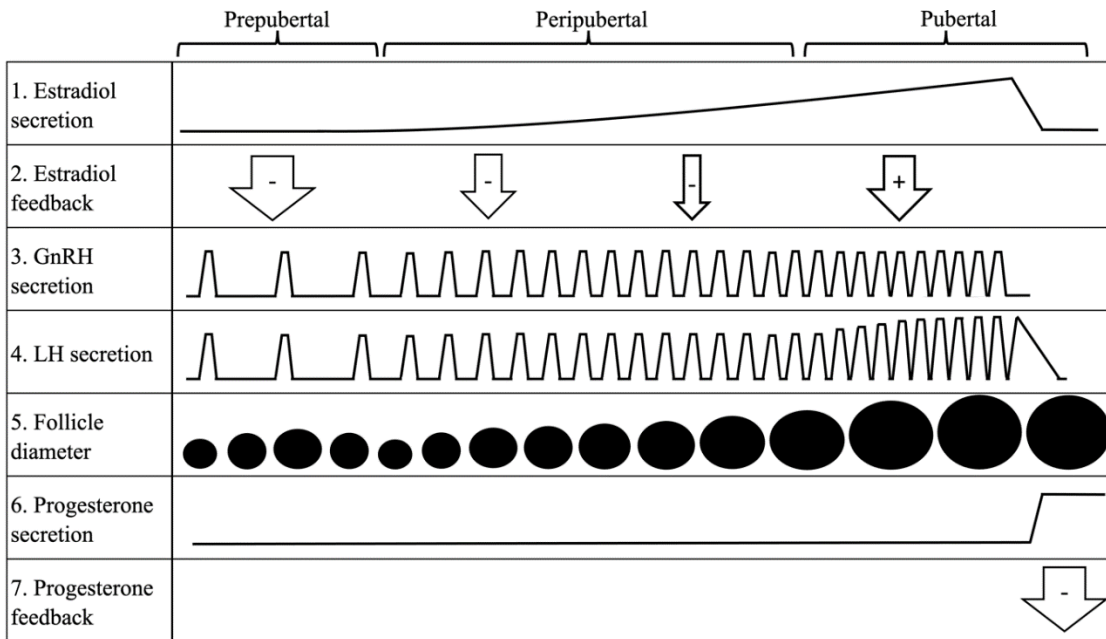 Prepubertal Peripubertal Pubertal
1. Estradiol
secretion
2. Estradiol
feedback
- - - +
3. GnRH
secretion
4. LH secretion
5. Follicle
diameter
6. Progesterone
secretion
7. Progesterone
feedback
-